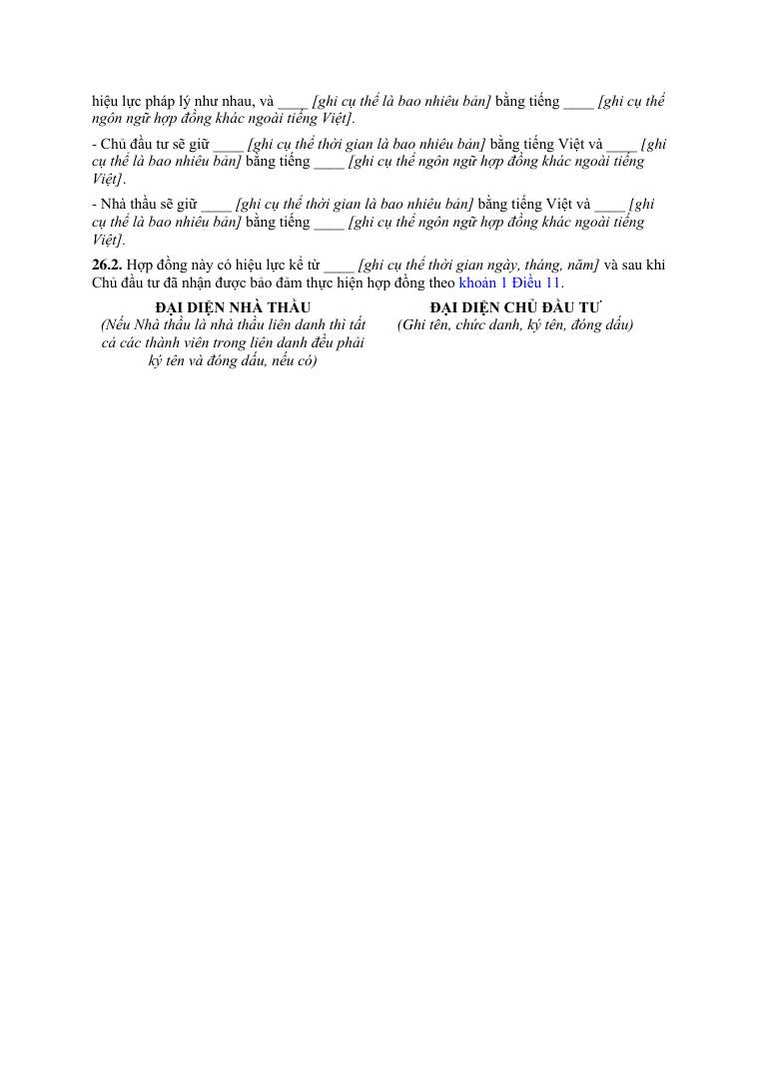 hiệu lực pháp lý như nhau, và ____ [ghi cụ thể là bao nhiêu bản] bằng tiếng ____ [ghi cụ thể
ngôn ngữ hợp đồng khác ngoài tiếng Việt].
- Chủ đầu tư sẽ giữ ____ [ghi cụ thể thời gian là bao nhiêu bản] bằng tiếng Việt và ____ [ghi
cụ thể là bao nhiêu bản] bằng tiếng ____ [ghi cụ thể ngôn ngữ hợp đồng khác ngoài tiếng
Việt].
- Nhà thầu sẽ giữ ____ [ghi cụ thể thời gian là bao nhiêu bản] bằng tiếng Việt và ____ [ghi
cụ thể là bao nhiêu bản] bằng tiếng ____ [ghi cụ thể ngôn ngữ hợp đồng khác ngoài tiếng
Việt].
26.2. Hợp đồng này có hiệu lực kể từ ____ [ghi cụ thể thời gian ngày, tháng, năm] và sau khi
Chủ đầu tư đã nhận được bảo đảm thực hiện hợp đồng theo khoản 1 Điều 11.
ĐẠI DIỆN NHÀ THẦU
(Nếu Nhà thầu là nhà thầu liên danh thì tất
cả các thành viên trong liên danh đều phải
ký tên và đóng dấu, nếu có)
ĐẠI DIỆN CHỦ ĐẦU TƯ
(Ghi tên, chức danh, ký tên, đóng dấu)